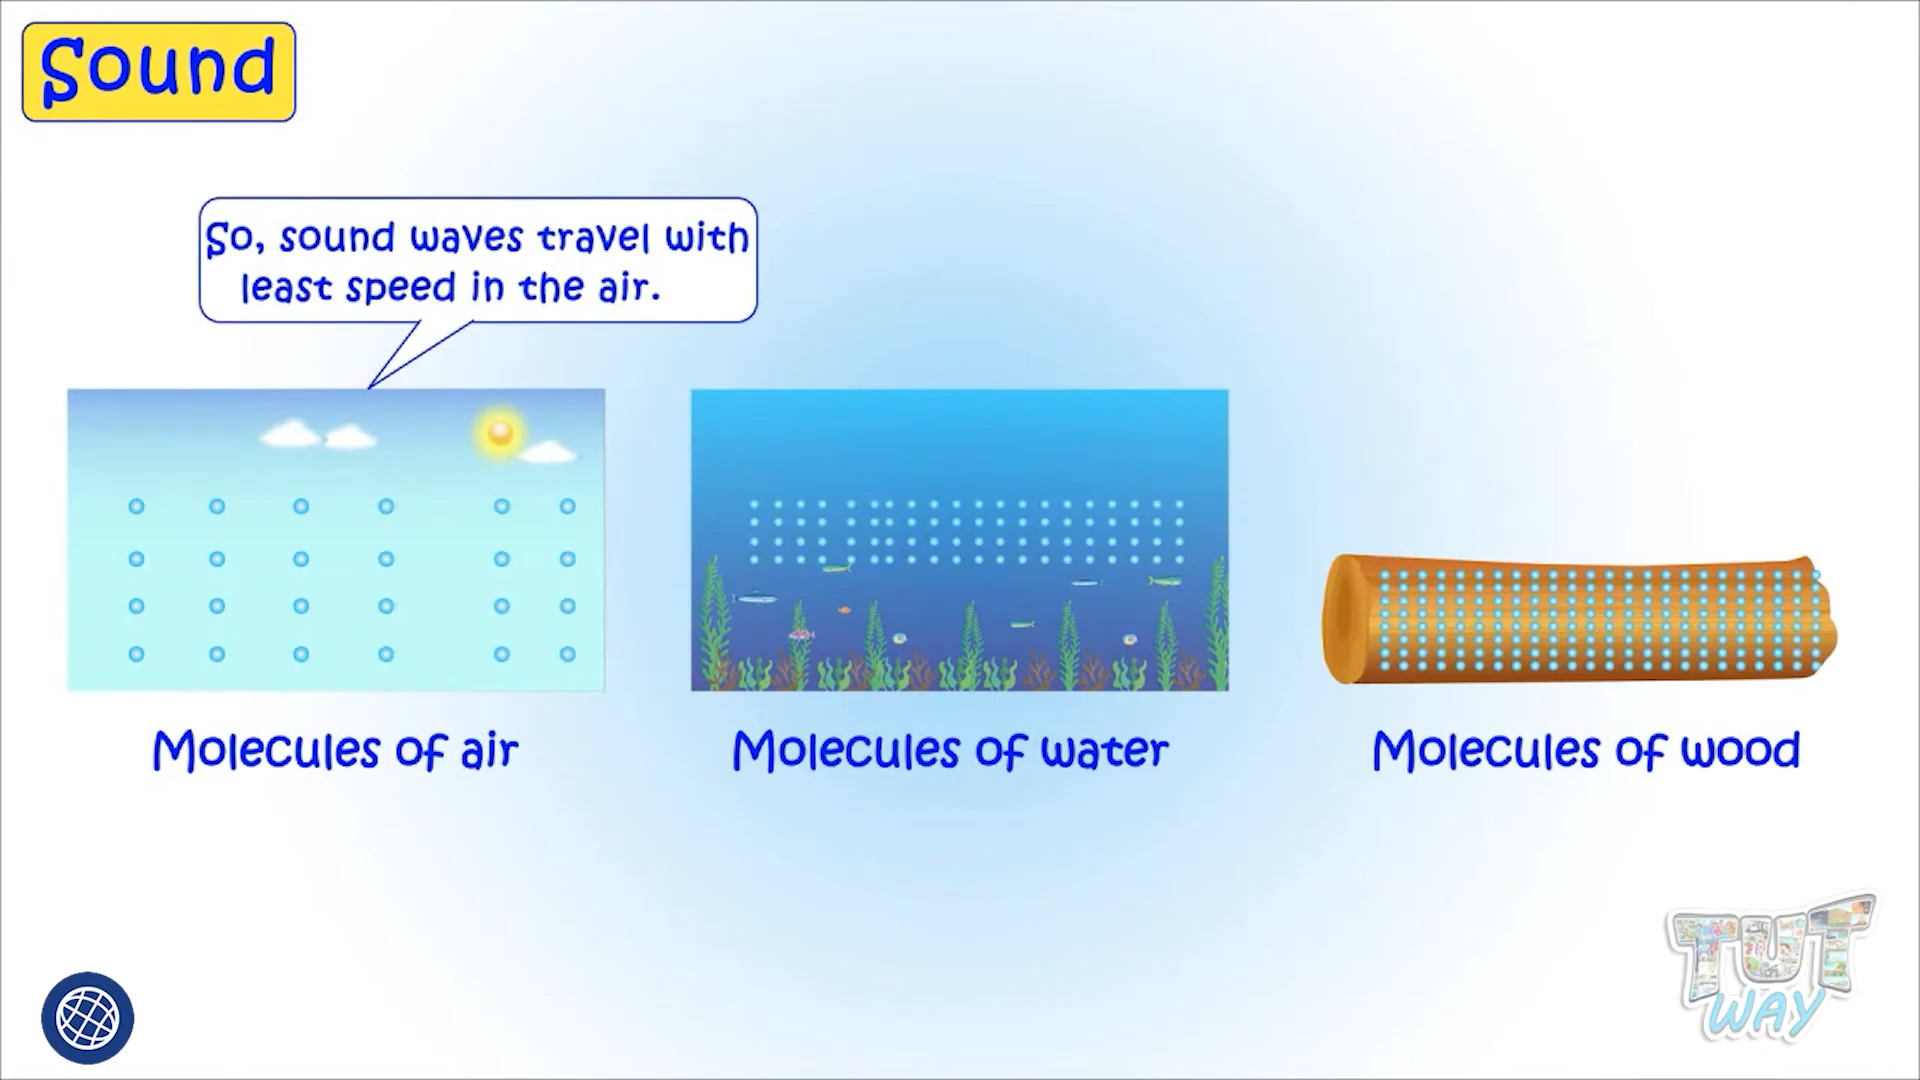 Sound
So, sound waves travel with
least speed in the air.
Molecules of air
Molecules of water
Molecules of wood
TUT
WAY